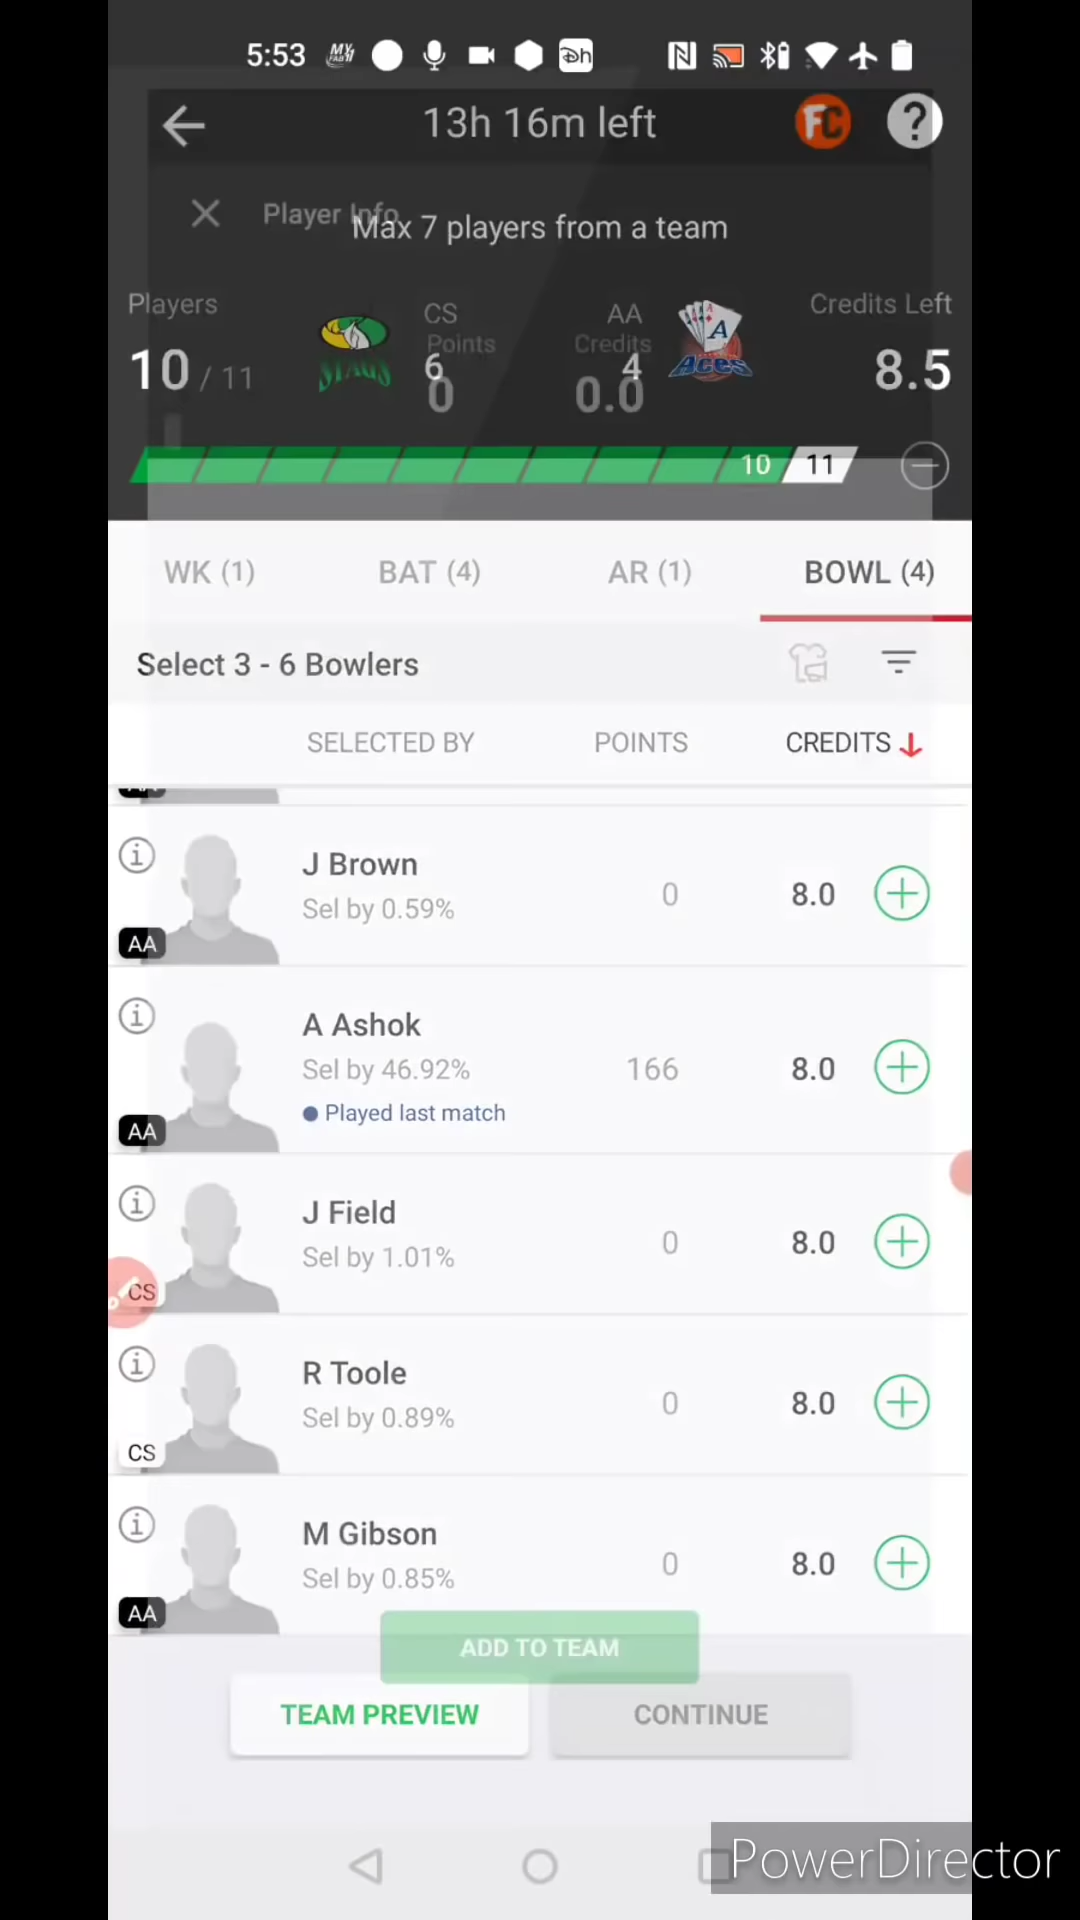 5:53
13h 16m left
FC
?
Player Info
Max 7 players from a team
Players
CS
AA
Credits Left
Points
Credits
10 / 11
STAGS
6
4
A
Aces
8.5
0
0.0
10
11
WK (1)
BAT (4)
AR (1)
BOWL (4)
Select 3 - 6 Bowlers
SELECTED BY
POINTS
CREDITS
J Brown
Sel by 0.59%
0
8.0
AA
A Ashok
Sel by 46.92%
166
8.0
Played last match
AA
J Field
Sel by 1.01%
0
8.0
CS
R Toole
Sel by 0.89%
0
8.0
CS
M Gibson
Sel by 0.85%
0
8.0
AA
ADD TO TEAM
TEAM PREVIEW
CONTINUE
PowerDirector